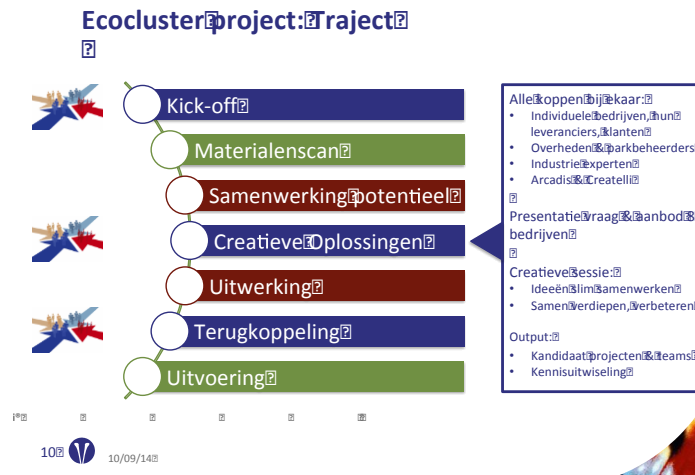 Ecocluster project: Traject
Kick-off
Materialenscan
Samenwerking potentieel
Creatieve Oplossingen
Uitwerking
Terugkoppeling
Uitvoering
Alle koppen bij ekaar:
• Individuele bedrijven, hun
leveranciers, klanten
• Overheden & parkbeheerders
• Industrie experten
• Arcadis & Createlli
Presentatie vraag & aanbod &
bedrijven
Creatieve sessie:
• Ideeën slim samenwerken
• Samen verdiepen, verbeteren
Output:
• Kandidaat projecten & teams
• Kennisuitwiseling
10
10/09/14